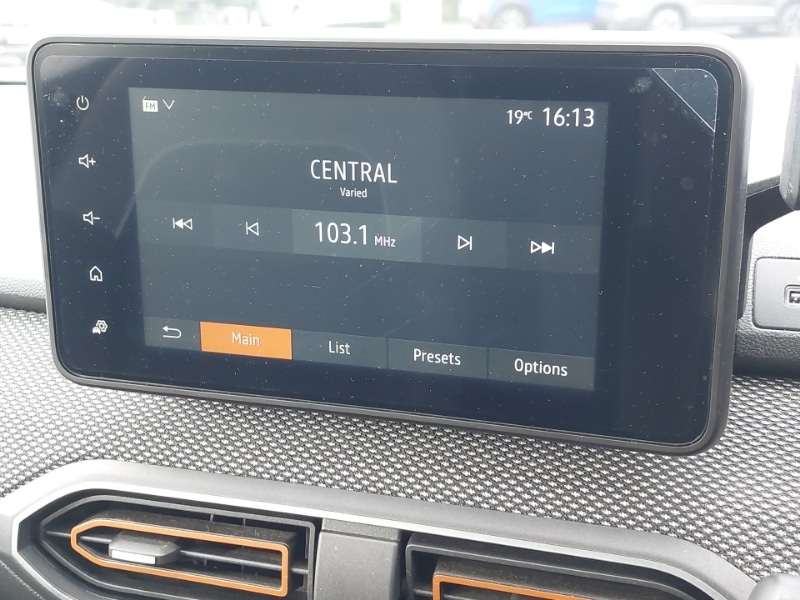 FM
19°C 16:13
CENTRAL
Varied
103.1 MHz
Main List Presets Options